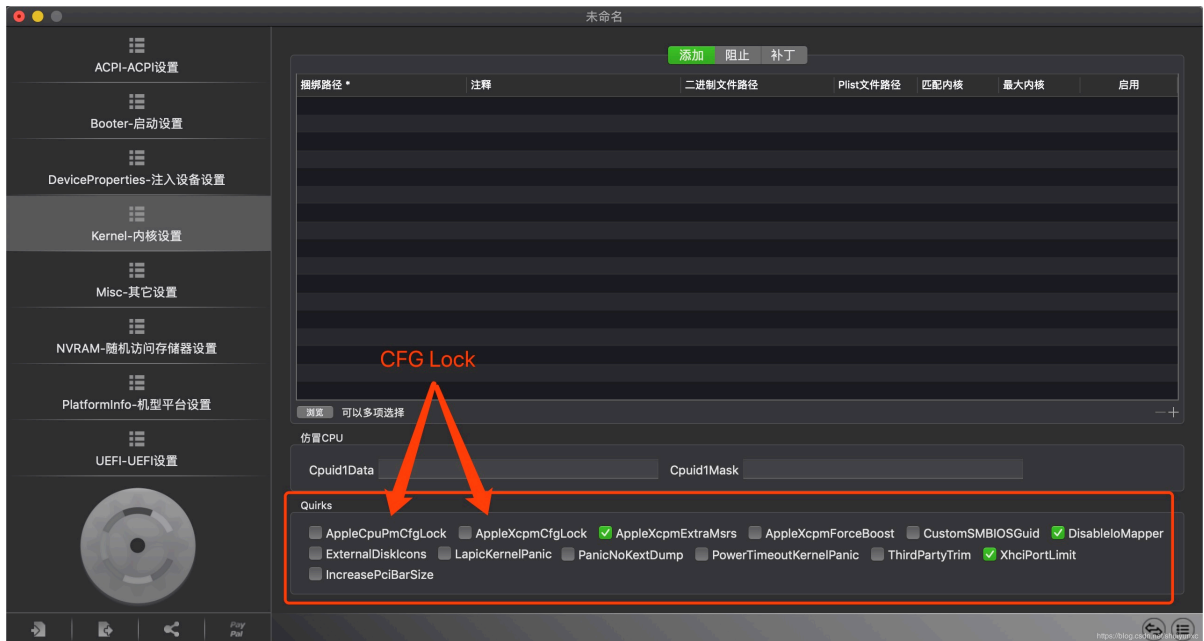 未命名
ACPI-ACPI设置
Booter-启动设置
DeviceProperties-注入设备设置
Kernel-内核设置
Misc-其它设置
NVRAM-随机访问存储器设置
PlatformInfo-机型平台设置
UEFI-UEFI设置
Pay
Pal
添加 阻止 补丁
捆绑路径 * 注释 二进制文件路径 Plist文件路径 匹配内核 最大内核 启用
CFG Lock
浏览 可以多项选择
仿冒CPU
Cpuid1Data Cpuid1Mask
Quirks
AppleCpuPmCfgLock AppleXcpmCfgLock AppleXcpmExtraMsrs AppleXcpmForceBoost CustomSMBIOSGuid DisableIoMapper
ExternalDiskIcons LapicKernelPanic PanicNoKextDump PowerTimeoutKernelPanic ThirdPartyTrim XhciPortLimit
IncreasePciBarSize